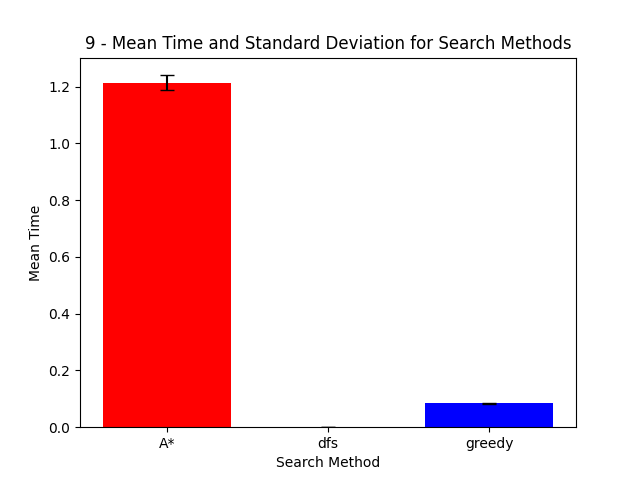 9 - Mean Time and Standard Deviation for Search Methods
1.2
1.0
0.8
0.6
0.4
0.2
0.0
Mean Time
A* dfs greedy
Search Method